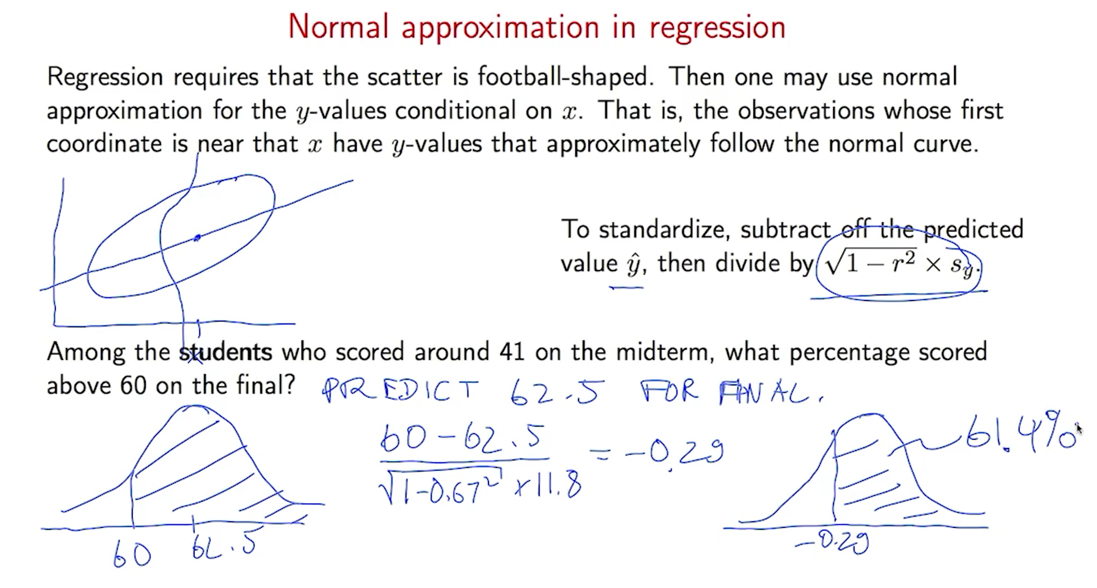 Normal approximation in regression
Regression requires that the scatter is football-shaped. Then one may use normal
approximation for the y-values conditional on x. That is, the observations whose first
coordinate is near that x have y-values that approximately follow the normal curve.
To standardize, subtract off the predicted
value ŷ, then divide by √1 − r² × sy.
Among the students who scored around 41 on the midterm, what percentage scored
above 60 on the final? PREDICT 62.5 FOR FINAL.
60 − 62.5
√1-0.67² × 11.8
= −0.29
61.4%
60 62.5
−0.29